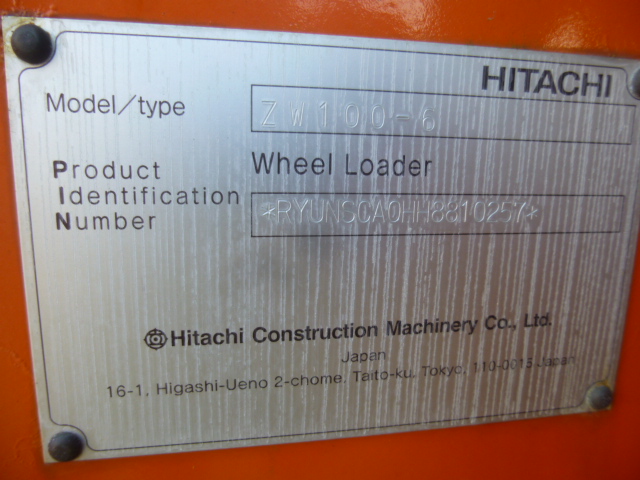 HITACHI
Model/type ZW100-6
Product Wheel Loader
Identification
Number *RYUNSCA0HH8810257*
Hitachi Construction Machinery Co., Ltd.
Japan
16-1, Higashi-Ueno 2-chome, Taito-ku, Tokyo, 110-0015 Japan